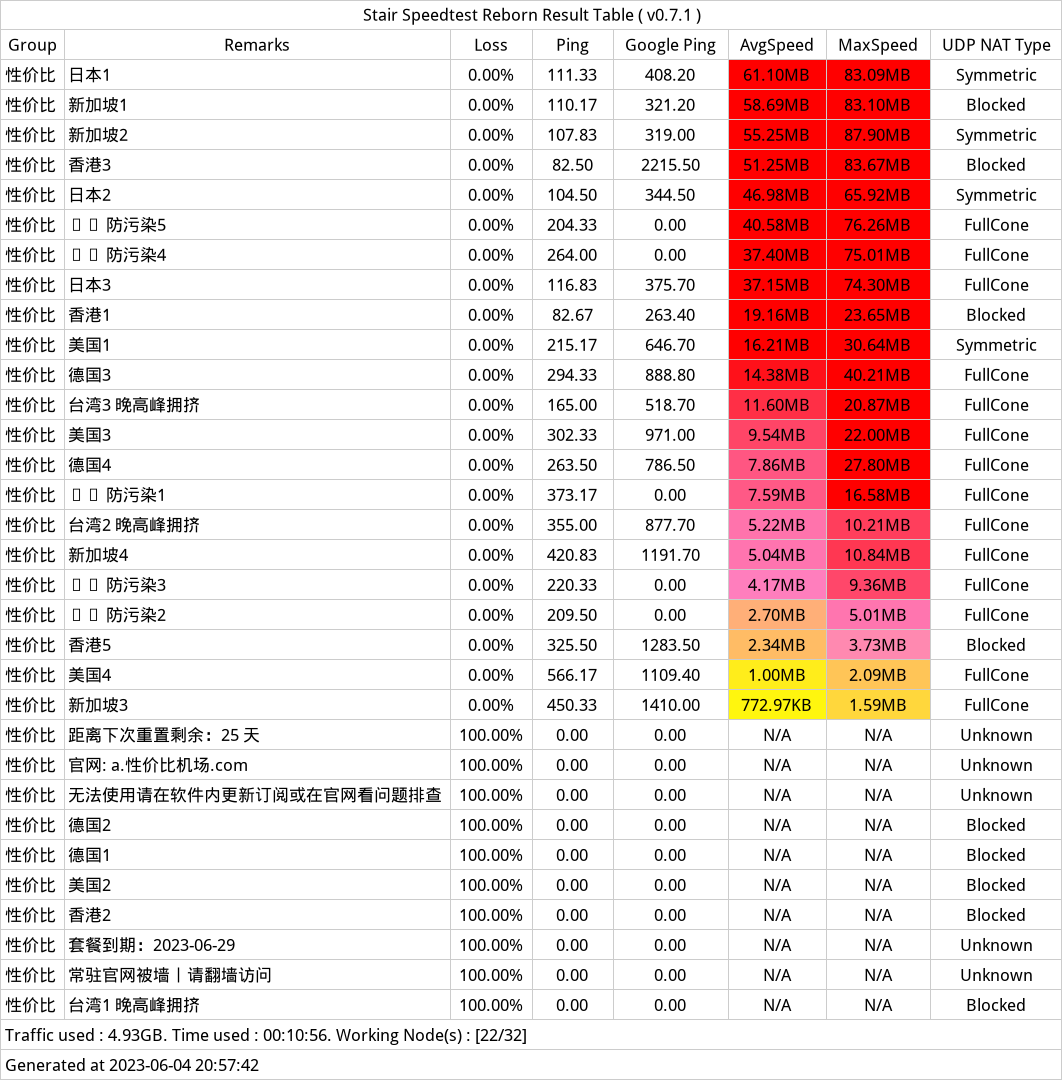 Stair Speedtest Reborn Result Table ( v0.7.1 )
Group Remarks Loss Ping Google Ping AvgSpeed MaxSpeed UDP NAT Type
性价比 日本1 0.00% 111.33 408.20 61.10MB 83.09MB Symmetric
性价比 新加坡1 0.00% 110.17 321.20 58.69MB 83.10MB Blocked
性价比 新加坡2 0.00% 107.83 319.00 55.25MB 87.90MB Symmetric
性价比 香港3 0.00% 82.50 2215.50 51.25MB 83.67MB Blocked
性价比 日本2 0.00% 104.50 344.50 46.98MB 65.92MB Symmetric
性价比 防污染5 0.00% 204.33 0.00 40.58MB 76.26MB FullCone
性价比 防污染4 0.00% 264.00 0.00 37.40MB 75.01MB FullCone
性价比 日本3 0.00% 116.83 375.70 37.15MB 74.30MB FullCone
性价比 香港1 0.00% 82.67 263.40 19.16MB 23.65MB Blocked
性价比 美国1 0.00% 215.17 646.70 16.21MB 30.64MB Symmetric
性价比 德国3 0.00% 294.33 888.80 14.38MB 40.21MB FullCone
性价比 台湾3 晚高峰拥挤 0.00% 165.00 518.70 11.60MB 20.87MB FullCone
性价比 美国3 0.00% 302.33 971.00 9.54MB 22.00MB FullCone
性价比 德国4 0.00% 263.50 786.50 7.86MB 27.80MB FullCone
性价比 防污染1 0.00% 373.17 0.00 7.59MB 16.58MB FullCone
性价比 台湾2 晚高峰拥挤 0.00% 355.00 877.70 5.22MB 10.21MB FullCone
性价比 新加坡4 0.00% 420.83 1191.70 5.04MB 10.84MB FullCone
性价比 防污染3 0.00% 220.33 0.00 4.17MB 9.36MB FullCone
性价比 防污染2 0.00% 209.50 0.00 2.70MB 5.01MB FullCone
性价比 香港5 0.00% 325.50 1283.50 2.34MB 3.73MB Blocked
性价比 美国4 0.00% 566.17 1109.40 1.00MB 2.09MB FullCone
性价比 新加坡3 0.00% 450.33 1410.00 772.97KB 1.59MB FullCone
性价比 距离下次重置剩余：25 天 100.00% 0.00 0.00 N/A N/A Unknown
性价比 官网: a.性价比机场.com 100.00% 0.00 0.00 N/A N/A Unknown
性价比 无法使用请在软件内更新订阅或在官网看问题排查 100.00% 0.00 0.00 N/A N/A Unknown
性价比 德国2 100.00% 0.00 0.00 N/A N/A Blocked
性价比 德国1 100.00% 0.00 0.00 N/A N/A Blocked
性价比 美国2 100.00% 0.00 0.00 N/A N/A Blocked
性价比 香港2 100.00% 0.00 0.00 N/A N/A Blocked
性价比 套餐到期：2023-06-29 100.00% 0.00 0.00 N/A N/A Unknown
性价比 常驻官网被墙丨请翻墙访问 100.00% 0.00 0.00 N/A N/A Unknown
性价比 台湾1 晚高峰拥挤 100.00% 0.00 0.00 N/A N/A Blocked
Traffic used : 4.93GB. Time used : 00:10:56. Working Node(s) : [22/32]
Generated at 2023-06-04 20:57:42